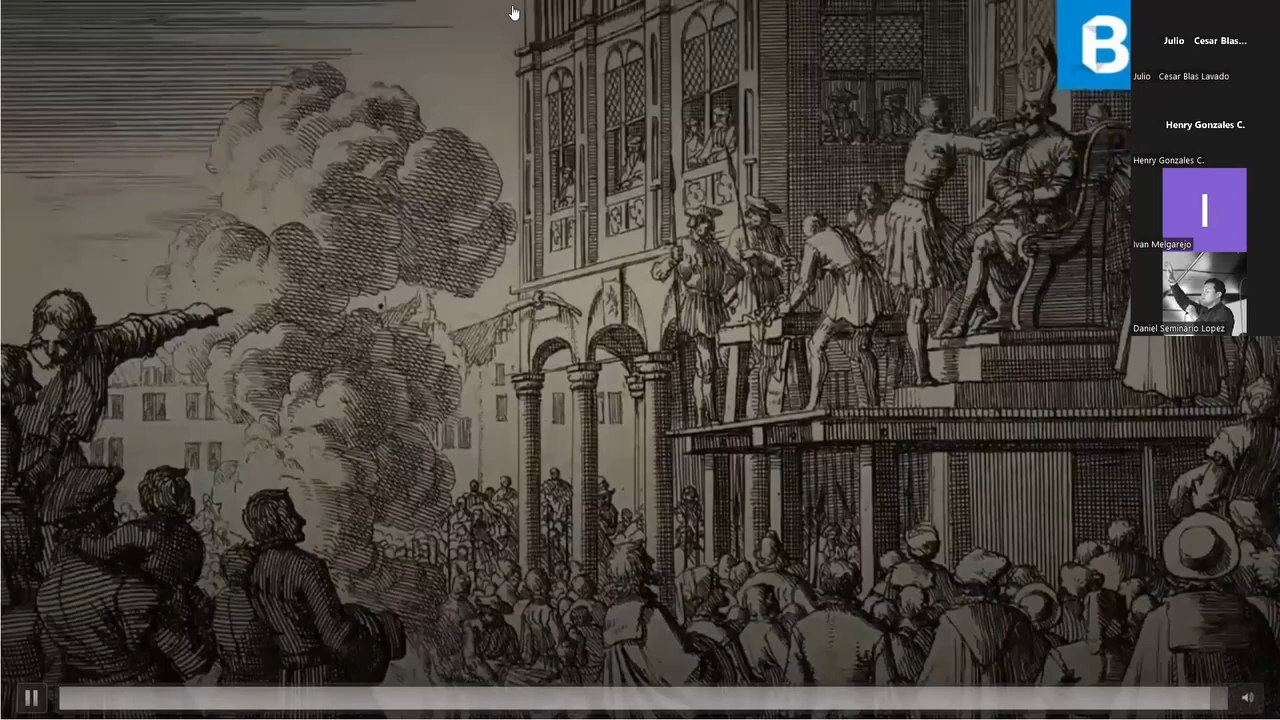 B
Julio Cesar Blas...
Julio Cesar Blas Lavado
Henry Gonzales C.
Henry Gonzales C.
I
Ivan Melgarejo
Daniel Seminario Lopez